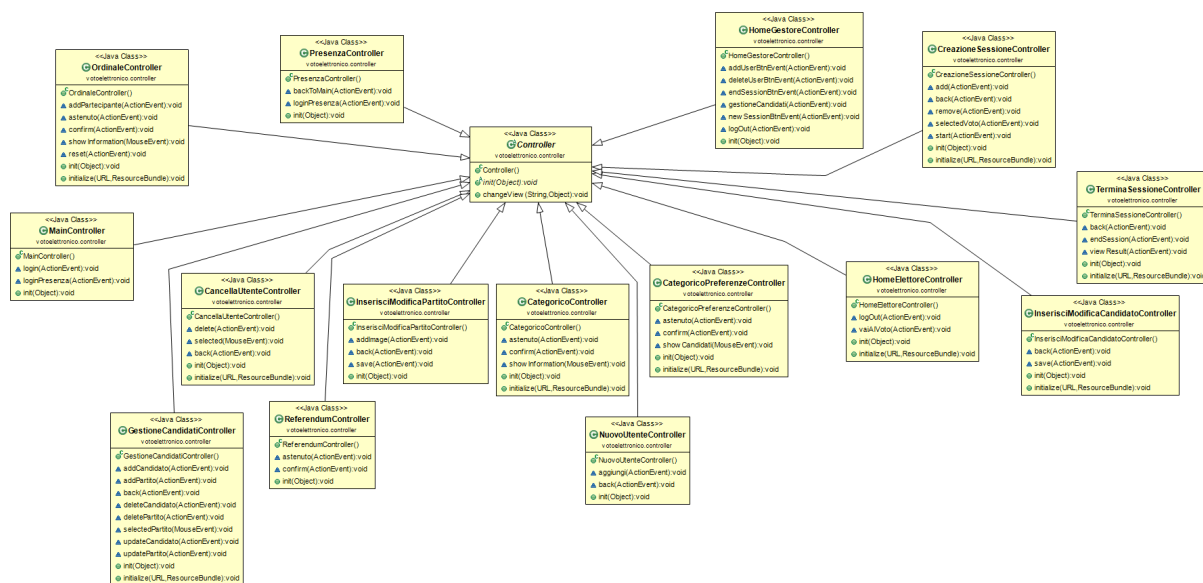 <<Java Class>>
OrdinaleController
votoelettronico.controller
OrdinaleController()
addPartecipante(ActionEvent):void
astenuto(ActionEvent):void
confirm(ActionEvent):void
showInformation(MouseEvent):void
reset(ActionEvent):void
init(Object):void
initialize(URL,ResourceBundle):void
<<Java Class>>
PresenzaController
votoelettronico.controller
PresenzaController()
backToMain(ActionEvent):void
loginPresenza(ActionEvent):void
init(Object):void
<<Java Class>>
HomeGestoreController
votoelettronico.controller
HomeGestoreController()
addUserBtnEvent(ActionEvent):void
deleteUserBtnEvent(ActionEvent):void
endSessionBtnEvent(ActionEvent):void
gestioneCandidati(ActionEvent):void
newSessionBtnEvent(ActionEvent):void
logOut(ActionEvent):void
init(Object):void
<<Java Class>>
CreazioneSessioneController
votoelettronico.controller
CreazioneSessioneController()
add(ActionEvent):void
back(ActionEvent):void
remove(ActionEvent):void
selectedVoto(ActionEvent):void
start(ActionEvent):void
init(Object):void
initialize(URL,ResourceBundle):void
<<Java Class>>
Controller
votoelettronico.controller
Controller()
init(Object):void
changeView(String,Object):void
<<Java Class>>
TerminaSessioneController
votoelettronico.controller
TerminaSessioneController()
back(ActionEvent):void
endSession(ActionEvent):void
viewResult(ActionEvent):void
init(Object):void
initialize(URL,ResourceBundle):void
<<Java Class>>
MainController
votoelettronico.controller
MainController()
login(ActionEvent):void
loginPresenza(ActionEvent):void
init(Object):void
<<Java Class>>
CancellaUtenteController
votoelettronico.controller
CancellaUtenteController()
delete(ActionEvent):void
selected(MouseEvent):void
back(ActionEvent):void
init(Object):void
initialize(URL,ResourceBundle):void
<<Java Class>>
InserisciModificaPartitoController
votoelettronico.controller
InserisciModificaPartitoController()
addImage(ActionEvent):void
back(ActionEvent):void
save(ActionEvent):void
init(Object):void
<<Java Class>>
CategoricoController
votoelettronico.controller
CategoricoController()
astenuto(ActionEvent):void
confirm(ActionEvent):void
showInformation(MouseEvent):void
init(Object):void
initialize(URL,ResourceBundle):void
<<Java Class>>
CategoricoPreferenzeController
votoelettronico.controller
CategoricoPreferenzeController()
astenuto(ActionEvent):void
confirm(ActionEvent):void
showCandidati(MouseEvent):void
init(Object):void
initialize(URL,ResourceBundle):void
<<Java Class>>
HomeElettoreController
votoelettronico.controller
HomeElettoreController()
logOut(ActionEvent):void
vaiAlVoto(ActionEvent):void
init(Object):void
initialize(URL,ResourceBundle):void
<<Java Class>>
InserisciModificaCandidatoController
votoelettronico.controller
InserisciModificaCandidatoController()
back(ActionEvent):void
save(ActionEvent):void
init(Object):void
initialize(URL,ResourceBundle):void
<<Java Class>>
GestioneCandidatiController
votoelettronico.controller
GestioneCandidatiController()
addCandidato(ActionEvent):void
addPartito(ActionEvent):void
back(ActionEvent):void
deleteCandidato(ActionEvent):void
deletePartito(ActionEvent):void
selectedPartito(MouseEvent):void
updateCandidato(ActionEvent):void
updatePartito(ActionEvent):void
init(Object):void
initialize(URL,ResourceBundle):void
<<Java Class>>
ReferendumController
votoelettronico.controller
ReferendumController()
astenuto(ActionEvent):void
confirm(ActionEvent):void
init(Object):void
<<Java Class>>
NuovoUtenteController
votoelettronico.controller
NuovoUtenteController()
aggiungi(ActionEvent):void
back(ActionEvent):void
init(Object):void